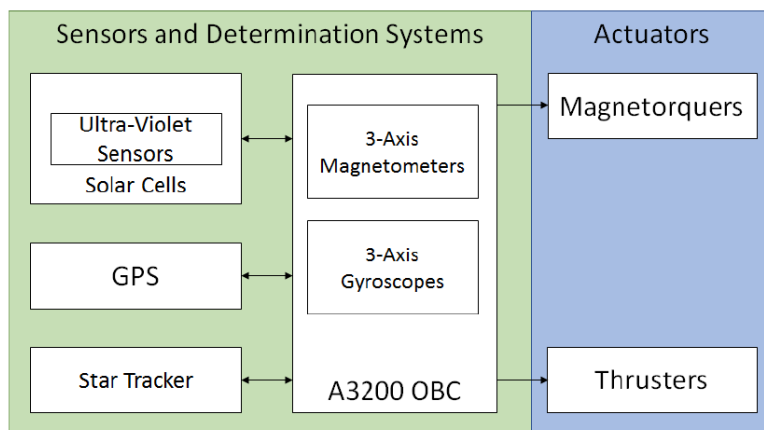 Sensors and Determination Systems
Actuators
Ultra-Violet
Sensors
Solar Cells
GPS
Star Tracker
3-Axis
Magnetometers
3-Axis
Gyroscopes
A3200 OBC
Magnetorquers
Thrusters